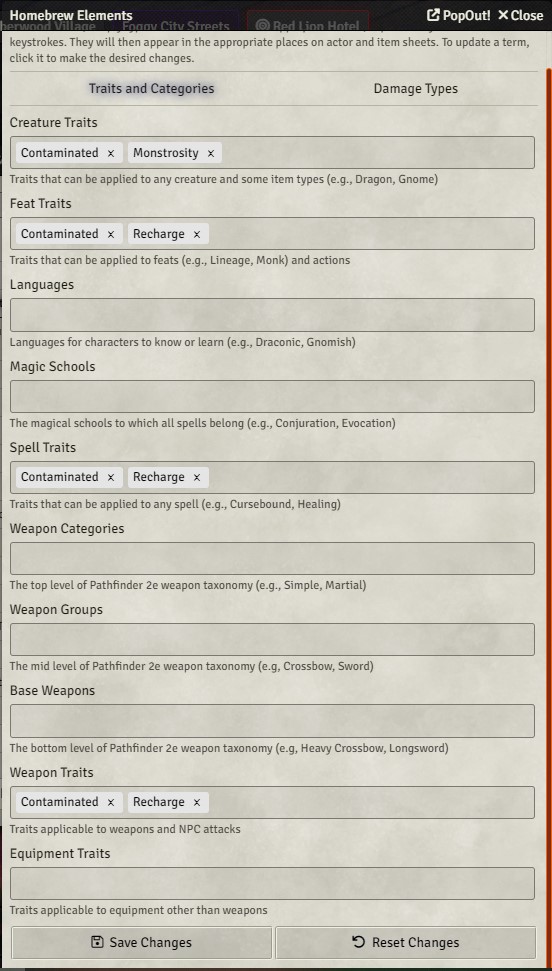 Homebrew Elements PopOut! Close
Foggy City Streets Red Lion Hotel
keystrokes. They will then appear in the appropriate places on actor and item sheets. To update a term,
click it to make the desired changes.
Traits and Categories Damage Types
Creature Traits
Contaminated × Monstrosity ×
Traits that can be applied to any creature and some item types (e.g., Dragon, Gnome)
Feat Traits
Contaminated × Recharge ×
Traits that can be applied to feats (e.g., Lineage, Monk) and actions
Languages
Languages for characters to know or learn (e.g., Draconic, Gnomish)
Magic Schools
The magical schools to which all spells belong (e.g., Conjuration, Evocation)
Spell Traits
Contaminated × Recharge ×
Traits that can be applied to any spell (e.g., Cursebound, Healing)
Weapon Categories
The top level of Pathfinder 2e weapon taxonomy (e.g., Simple, Martial)
Weapon Groups
The mid level of Pathfinder 2e weapon taxonomy (e.g, Crossbow, Sword)
Base Weapons
The bottom level of Pathfinder 2e weapon taxonomy (e.g, Heavy Crossbow, Longsword)
Weapon Traits
Contaminated × Recharge ×
Traits applicable to weapons and NPC attacks
Equipment Traits
Traits applicable to equipment other than weapons
Save Changes Reset Changes